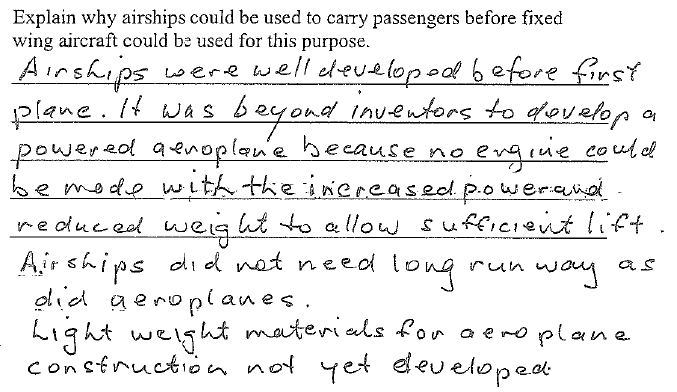 Explain why airships could be used to carry passengers before fixed
wing aircraft could be used for this purpose.
Airships were well developed before first
plane. It was beyond inventors to develop a
powered aeroplane because no engine could
be made with the increased power and
reduced weight to allow sufficient lift.
Airships did not need long runway as
did aeroplanes.
Light weight materials for aeroplane
construction not yet developed